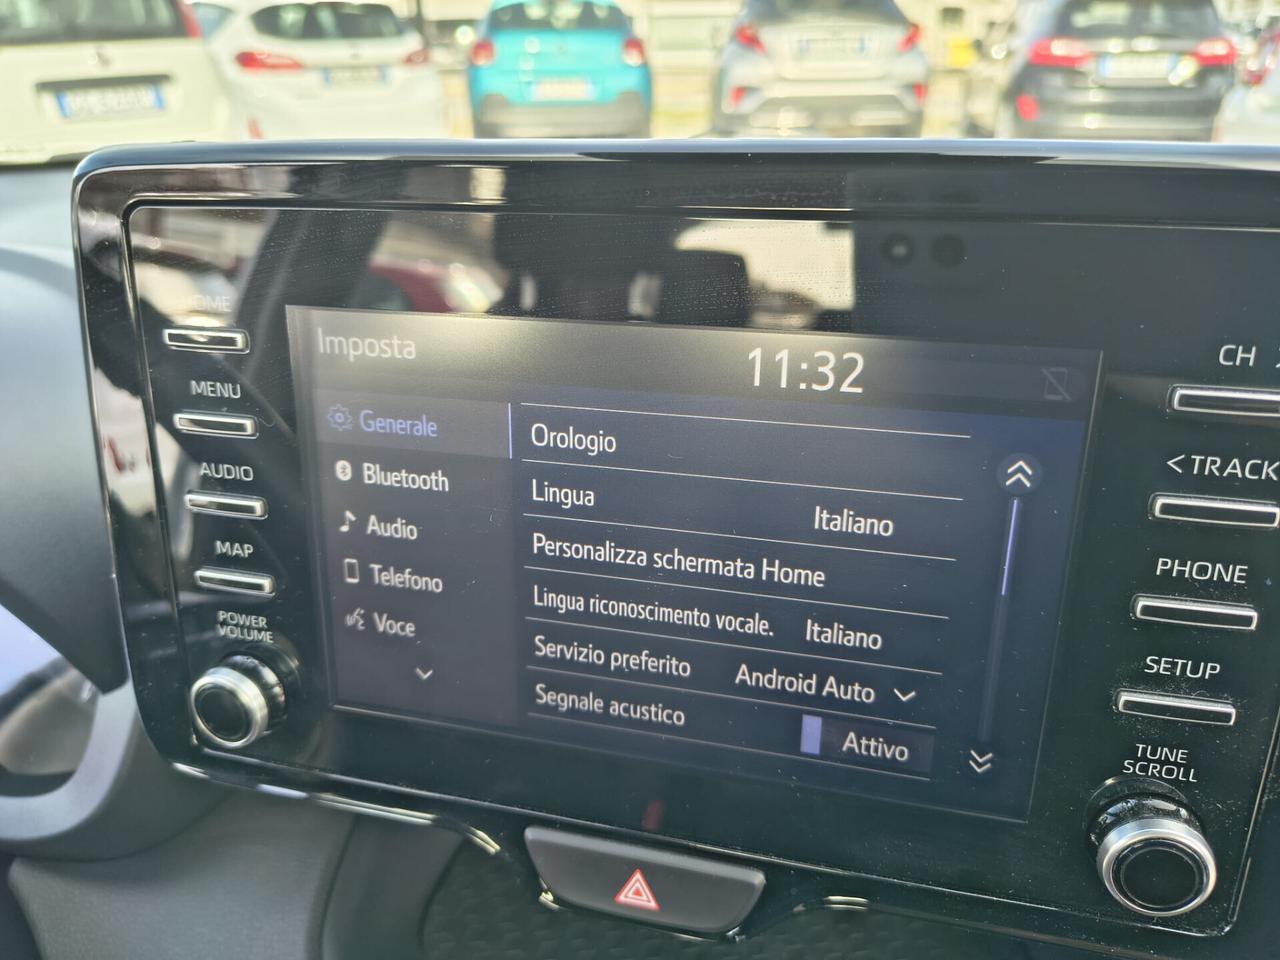 HOME
MENU
AUDIO
MAP
POWER
VOLUME
Imposta
11:32
Generale
Bluetooth
Audio
Telefono
Voce
Orologio
Lingua Italiano
Personalizza schermata Home
Lingua riconoscimento vocale. Italiano
Servizio preferito Android Auto
Segnale acustico Attivo
CH
< TRACK
PHONE
SETUP
TUNE
SCROLL